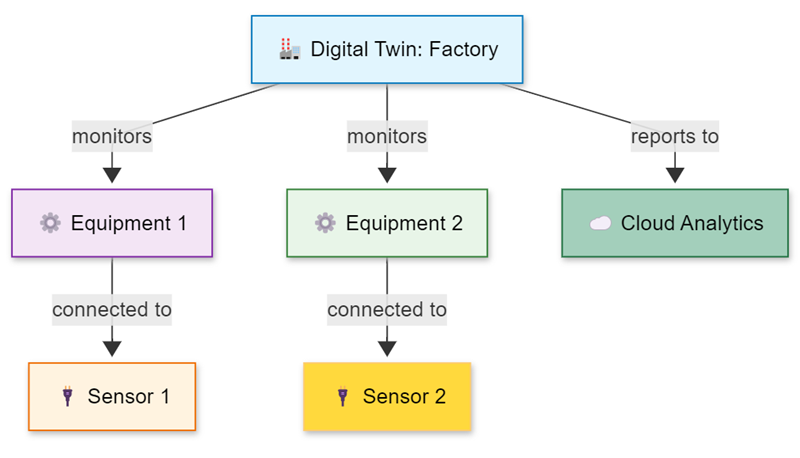 Digital Twin: Factory
monitors
monitors
reports to
Equipment 1
Equipment 2
Cloud Analytics
connected to
connected to
Sensor 1
Sensor 2